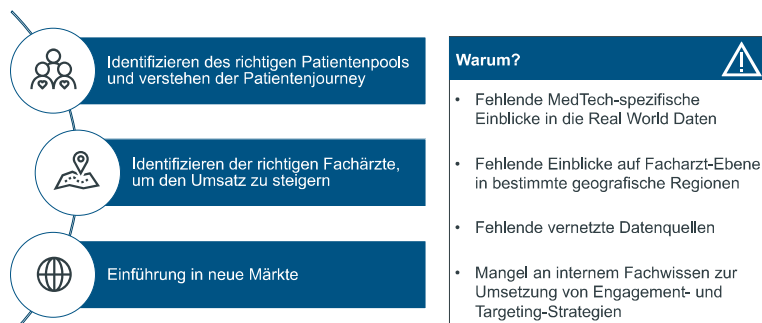 Identifizieren des richtigen Patientenpools
und verstehen der Patientenjourney
Identifizieren der richtigen Fachärzte,
um den Umsatz zu steigern
Einführung in neue Märkte
Warum?
• Fehlende MedTech-spezifische
Einblicke in die Real World Daten
• Fehlende Einblicke auf Facharzt-Ebene
in bestimmte geografische Regionen
• Fehlende vernetzte Datenquellen
• Mangel an internem Fachwissen zur
Umsetzung von Engagement- und
Targeting-Strategien